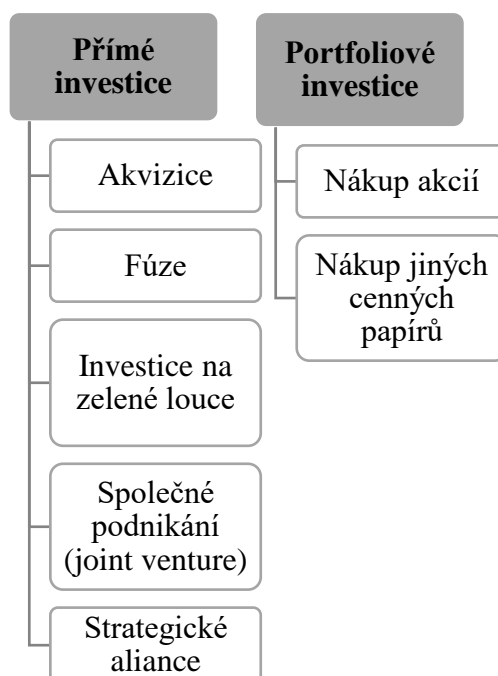 Přímé
investice
Akvizice
Fúze
Investice na
zelené louce
Společné
podnikání
(joint venture)
Strategické
aliance
Portfoliové
investice
Nákup akcií
Nákup jiných
cenných
papírů